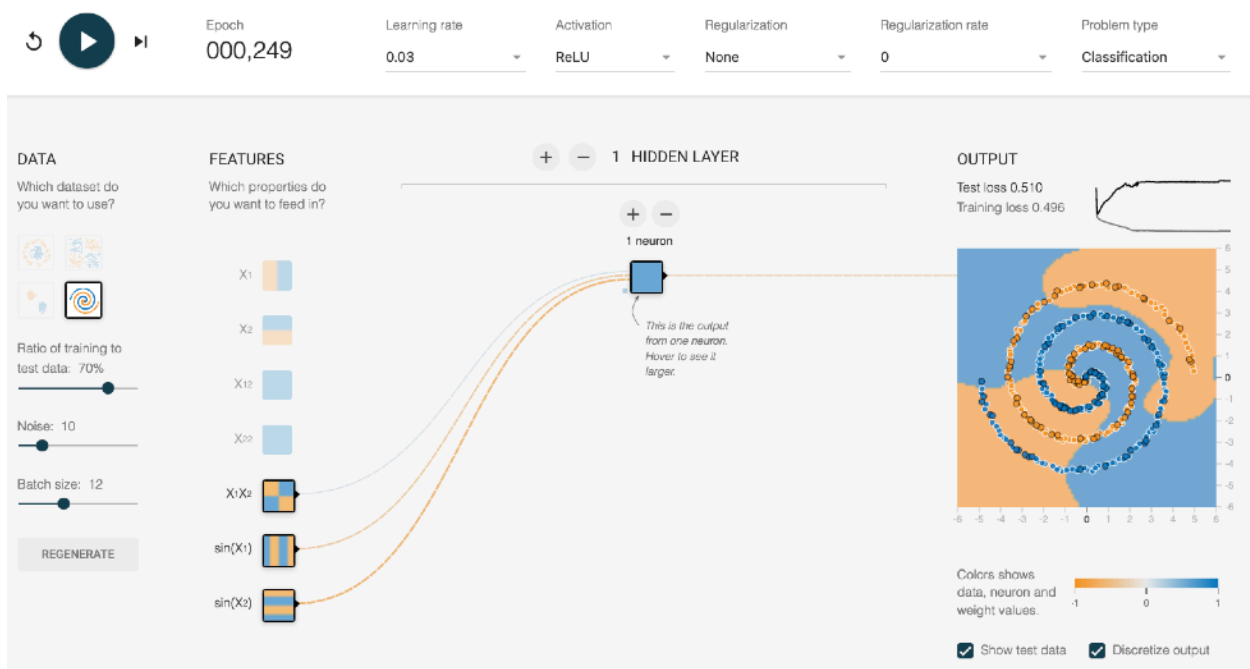 Epoch
000,249
Learning rate
0.03
Activation
ReLU
Regularization
None
Regularization rate
0
Problem type
Classification
DATA
Which dataset do
you want to use?
Ratio of training to
test data: 70%
Noise: 10
Batch size: 12
REGENERATE
FEATURES
Which properties do
you want to feed in?
X1
X2
X12
X22
X1X2
sin(X1)
sin(X2)
+ − 1 HIDDEN LAYER
+ −
1 neuron
This is the output
from one neuron.
Hover to see it
larger.
OUTPUT
Test loss 0.510
Training loss 0.496
6
5
4
3
2
1
0
-1
-2
-3
-4
-5
-6
-6 -5 -4 -3 -2 -1 0 1 2 3 4 5 6
Colors shows
data, neuron and
weight values.
-1 0 1
Show test data
Discretize output